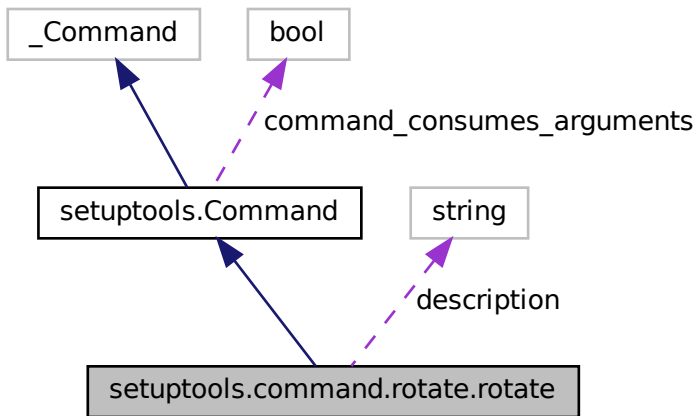 _Command
bool
command_consumes_arguments
setuptools.Command
string
description
setuptools.command.rotate.rotate